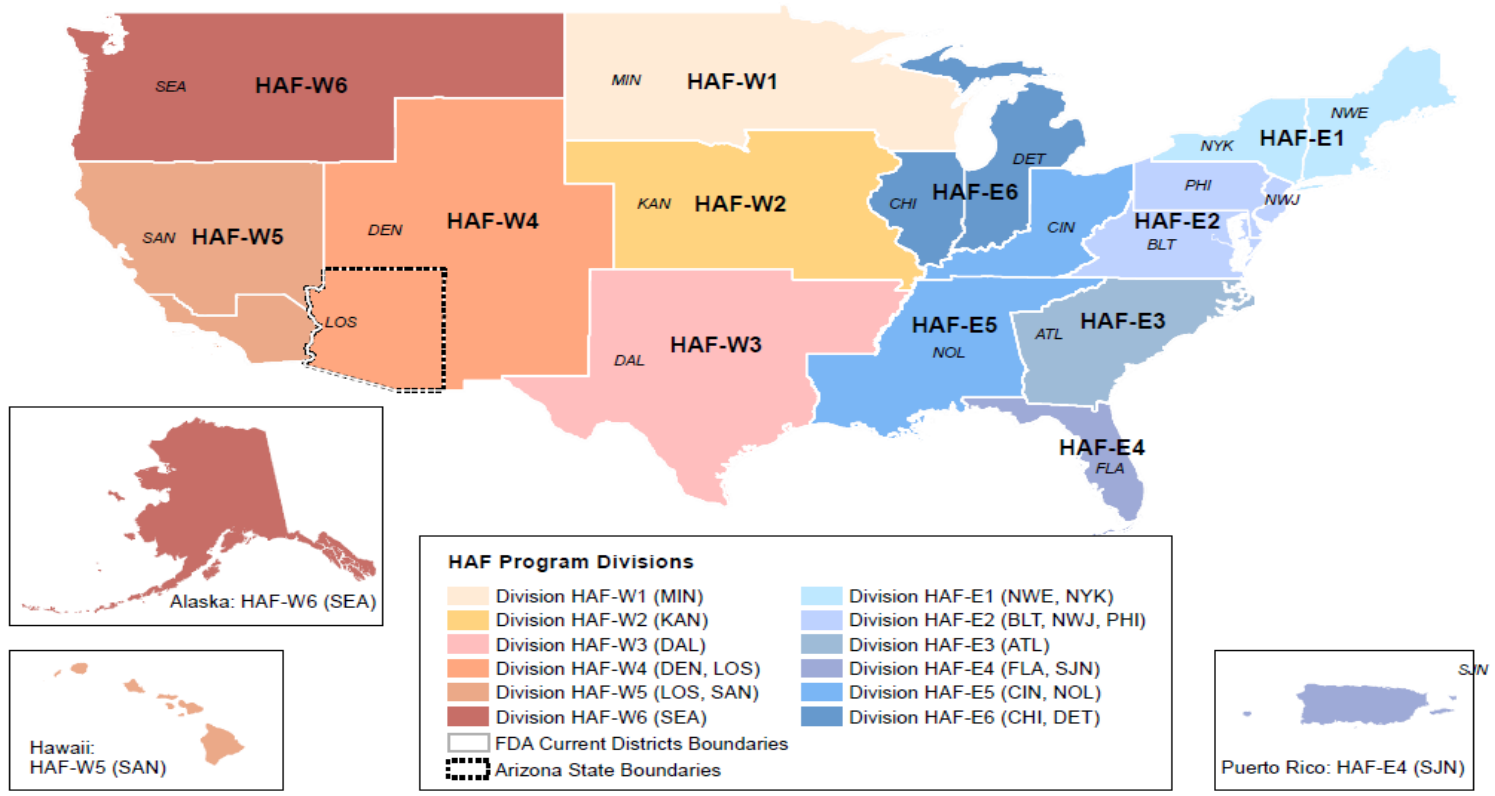 SEA
HAF-W6
MIN
HAF-W1
NWE
NYK
HAF-E1
DET
PHI
KAN
HAF-W2
CHI
HAF-E6
NWJ
SAN
HAF-W5
DEN
HAF-W4
CIN
HAF-E2
BLT
LOS
HAF-W3
DAL
HAF-E5
NOL
ATL
HAF-E3
HAF-E4
FLA
Alaska: HAF-W6 (SEA)
Hawaii:
HAF-W5 (SAN)
HAF Program Divisions
Division HAF-W1 (MIN)
Division HAF-W2 (KAN)
Division HAF-W3 (DAL)
Division HAF-W4 (DEN, LOS)
Division HAF-W5 (LOS, SAN)
Division HAF-W6 (SEA)
FDA Current Districts Boundaries
Arizona State Boundaries
Division HAF-E1 (NWE, NYK)
Division HAF-E2 (BLT, NWJ, PHI)
Division HAF-E3 (ATL)
Division HAF-E4 (FLA, SJN)
Division HAF-E5 (CIN, NOL)
Division HAF-E6 (CHI, DET)
SJN
Puerto Rico: HAF-E4 (SJN)